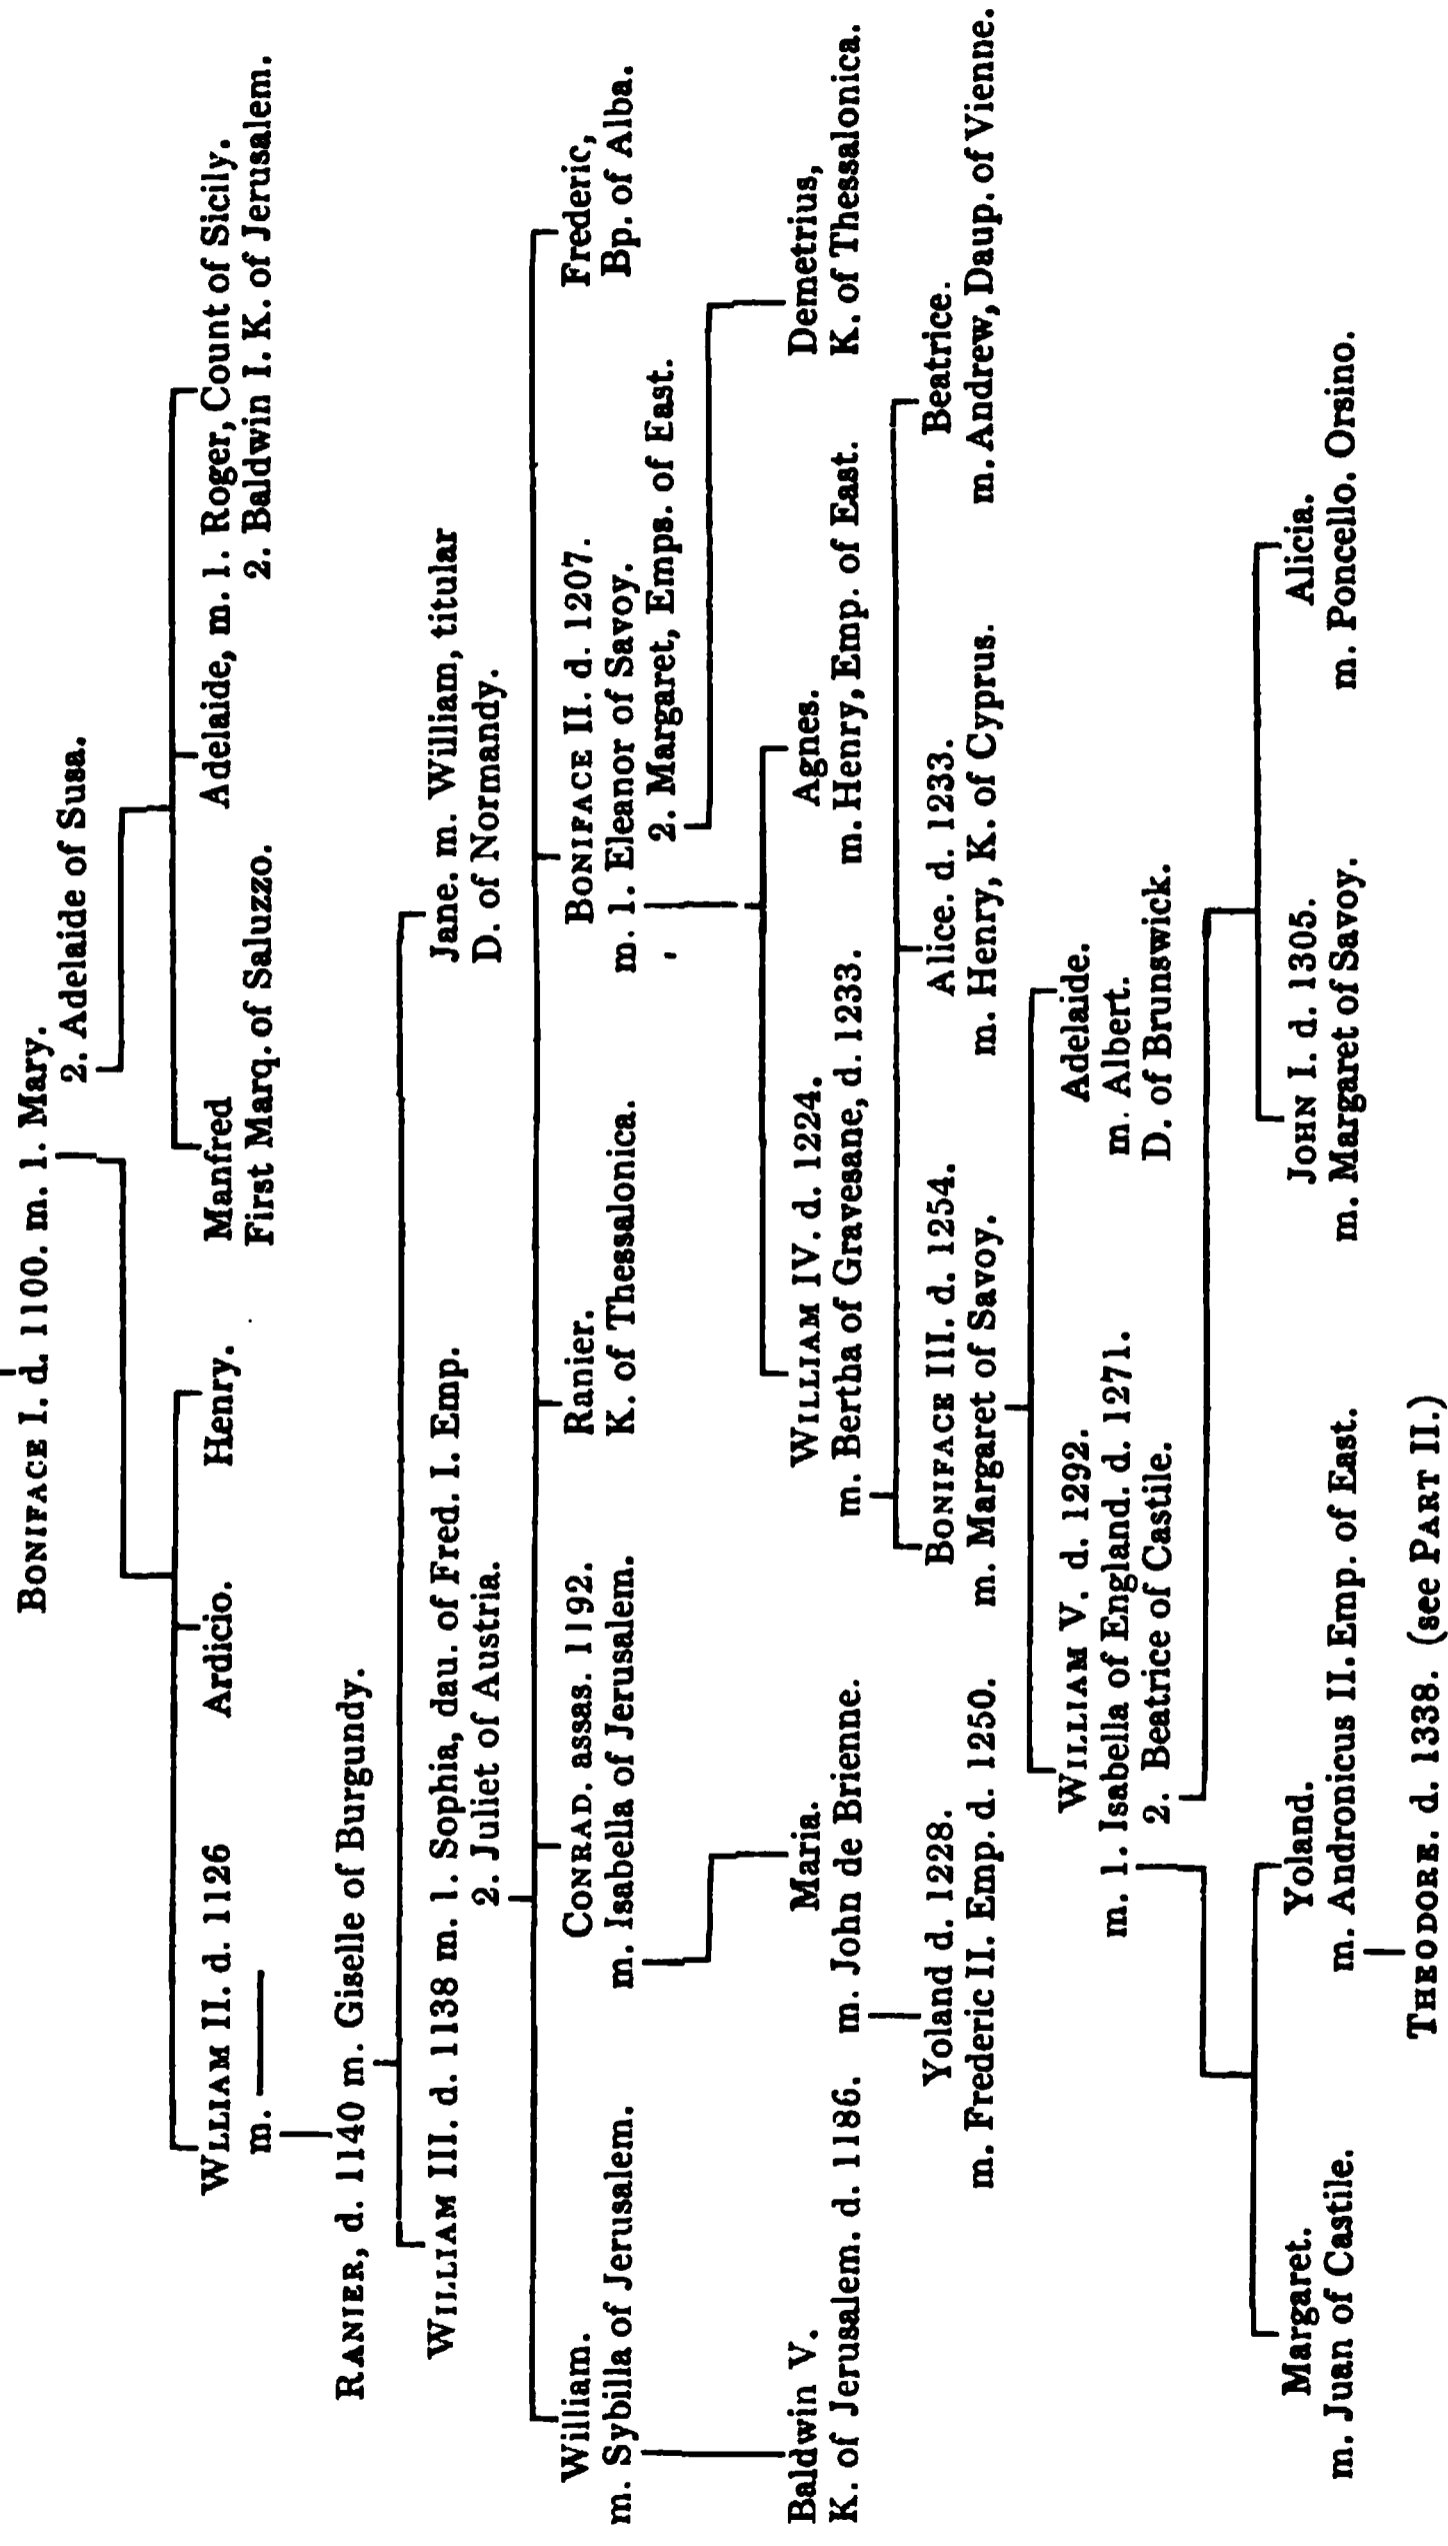 BONIFACE I. d. 1100. m. 1. Mary.
2. Adelaide of Susa.
WLLIAM II. d. 1126
m.
Ardicio.
Henry.
Manfred
First Marq. of Saluzzo.
Adelaide, m. 1. Roger, Count of Sicily.
2. Baldwin I. K. of Jerusalem.
RANIER, d. 1140 m. Giselle of Burgundy.
WILLIAM III. d. 1138 m. 1. Sophia, dau. of Fred. I. Emp.
2. Juliet of Austria.
Jane. m. William, titular
D. of Normandy.
William.
m. Sybilla of Jerusalem.
CONRAD. assas. 1192.
m. Isabella of Jerusalem.
Ranier.
K. of Thessalonica.
BONIFACE II. d. 1207.
m. 1. Eleanor of Savoy.
2. Margaret, Emps. of East.
Frederic,
Bp. of Alba.
Baldwin V.
K. of Jerusalem. d. 1186.
Maria.
m. John de Brienne.
WILLIAM IV. d. 1224.
m. Bertha of Gravesane, d. 1233.
Agnes.
m. Henry, Emp. of East.
Demetrius,
K. of Thessalonica.
Yoland d. 1228.
m. Frederic II. Emp. d. 1250.
BONIFACE III. d. 1254.
m. Margaret of Savoy.
Alice. d. 1233.
m. Henry, K. of Cyprus.
Beatrice.
m. Andrew, Daup. of Vienne.
WILLIAM V. d. 1292.
m. 1. Isabella of England. d. 1271.
2. Beatrice of Castile.
Adelaide.
m. Albert.
D. of Brunswick.
Margaret.
m. Juan of Castile.
Yoland.
m. Andronicus II. Emp. of East.
JOHN I. d. 1305.
m. Margaret of Savoy.
Alicia.
m. Poncello. Orsino.
THEODORE. d. 1338. (see PART II.)